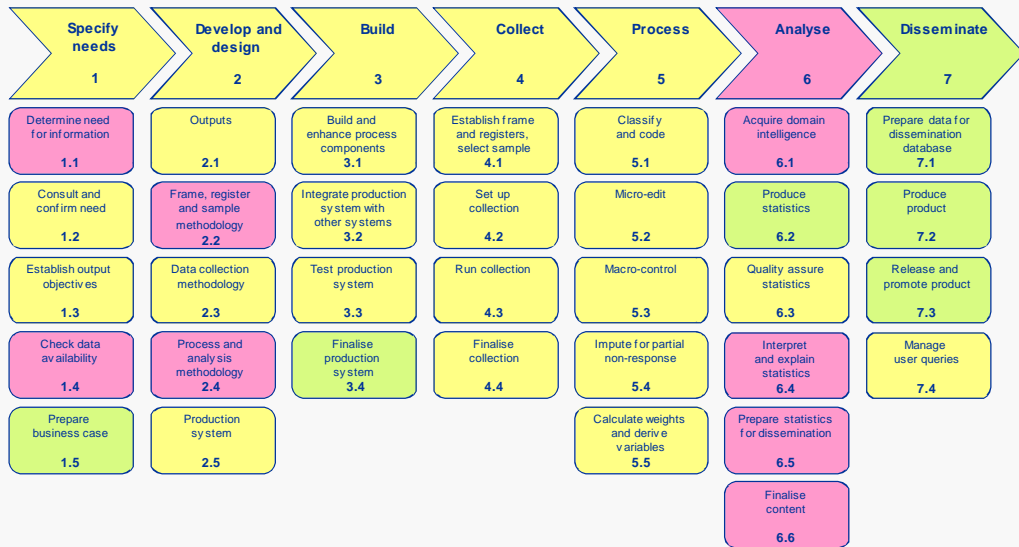 Specify
needs
1
Develop and
design
2
Build
3
Collect
4
Process
5
Analyse
6
Disseminate
7
Determine need
for information
1.1
Consult and
confirm need
1.2
Establish output
objectives
1.3
Check data
availability
1.4
Prepare
business case
1.5
Outputs
2.1
Frame, register
and sample
methodology
2.2
Data collection
methodology
2.3
Process and
analysis
methodology
2.4
Production
system
2.5
Build and
enhance process
components
3.1
Integrate production
system with
other systems
3.2
Test production
system
3.3
Finalise
production
system
3.4
Establish frame
and registers,
select sample
4.1
Set up
collection
4.2
Run collection
4.3
Finalise
collection
4.4
Classify
and code
5.1
Micro-edit
5.2
Macro-control
5.3
Impute for partial
non-response
5.4
Calculate weights
and derive
variables
5.5
Acquire domain
intelligence
6.1
Produce
statistics
6.2
Quality assure
statistics
6.3
Interpret
and explain
statistics
6.4
Prepare statistics
for dissemination
6.5
Finalise
content
6.6
Prepare data for
dissemination
database
7.1
Produce
product
7.2
Release and
promote product
7.3
Manage
user queries
7.4